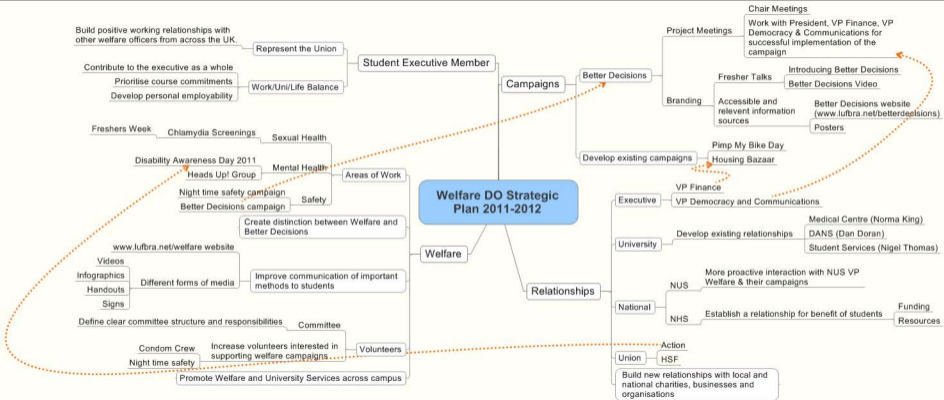 Welfare DO Strategic
Plan 2011-2012
Student Executive Member
Represent the Union
Build positive working relationships with
other welfare officers from across the UK.
Work/Uni/Life Balance
Contribute to the executive as a whole
Prioritise course commitments
Develop personal employability
Campaigns
Better Decisions
Project Meetings
Chair Meetings
Work with President, VP Finance, VP
Democracy & Communications for
successful implementation of the
campaign
Branding
Fresher Talks
Introducing Better Decisions
Better Decisions Video
Accessible and
relevent information
sources
Better Decisions website
(www.lufbra.net/betterdecisions)
Posters
Develop existing campaigns
Pimp My Bike Day
Housing Bazaar
Welfare
Areas of Work
Sexual Health
Chlamydia Screenings
Freshers Week
Mental Health
Disability Awareness Day 2011
Heads Up! Group
Safety
Night time safety campaign
Better Decisions campaign
Create distinction between Welfare and
Better Decisions
Improve communication of important
methods to students
Different forms of media
www.lufbra.net/welfare website
Videos
Infographics
Handouts
Signs
Volunteers
Committee
Define clear committee structure and responsibilities
Increase volunteers interested in
supporting welfare campaigns
Condom Crew
Night time safety
Promote Welfare and University Services across campus
Relationships
Executive
VP Finance
VP Democracy and Communications
University
Develop existing relationships
Medical Centre (Norma King)
DANS (Dan Doran)
Student Services (Nigel Thomas)
National
NUS
More proactive interaction with NUS VP
Welfare & their campaigns
NHS
Establish a relationship for benefit of students
Funding
Resources
Union
Action
HSF
Build new relationships with local and
national charities, businesses and
organisations